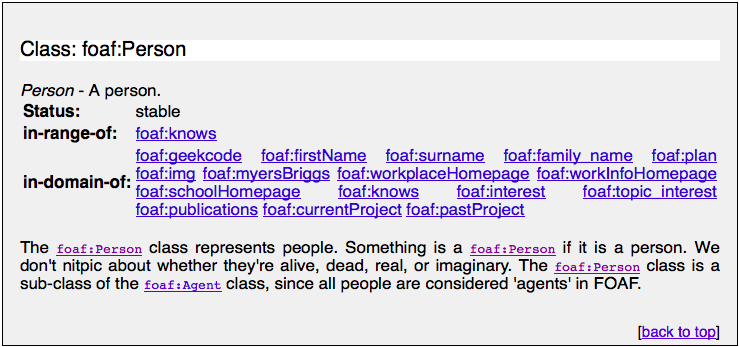 Class: foaf:Person
Person - A person.
Status: stable
in-range-of: foaf:knows
in-domain-of: foaf:geekcode foaf:firstName foaf:surname foaf:family_name foaf:plan
foaf:img foaf:myersBriggs foaf:workplaceHomepage foaf:workInfoHomepage
foaf:schoolHomepage foaf:knows foaf:interest foaf:topic_interest
foaf:publications foaf:currentProject foaf:pastProject
The foaf:Person class represents people. Something is a foaf:Person if it is a person. We
don't nitpic about whether they're alive, dead, real, or imaginary. The foaf:Person class is a
sub-class of the foaf:Agent class, since all people are considered 'agents' in FOAF.
[back to top]